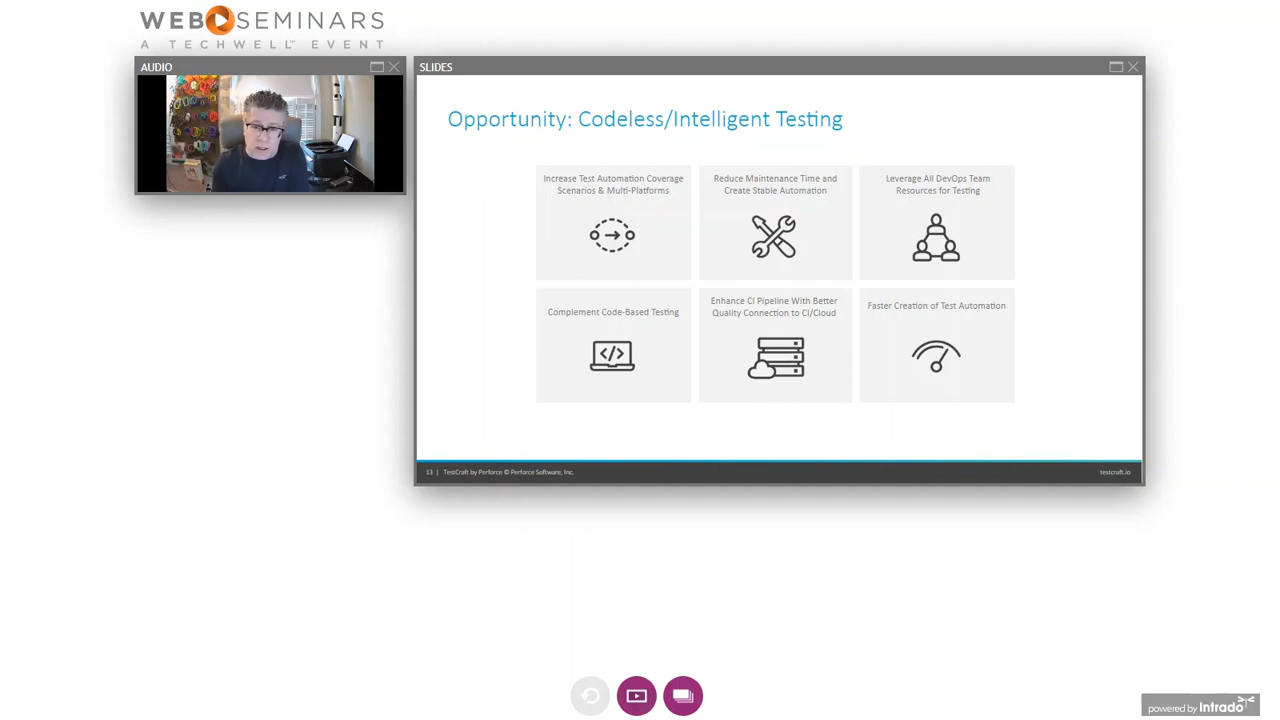 WEB SEMINARS
A TECHWELL™ EVENT
AUDIO
SLIDES
Opportunity: Codeless/Intelligent Testing
Increase Test Automation Coverage
Scenarios & Multi-Platforms
Reduce Maintenance Time and
Create Stable Automation
Leverage All DevOps Team
Resources for Testing
Complement Code-Based Testing
</>
Enhance CI Pipeline With Better
Quality Connection to CI/Cloud
Faster Creation of Test Automation
13 | TestCraft by Perforce © Perforce Software, Inc.
testcraft.io
powered by Intrado